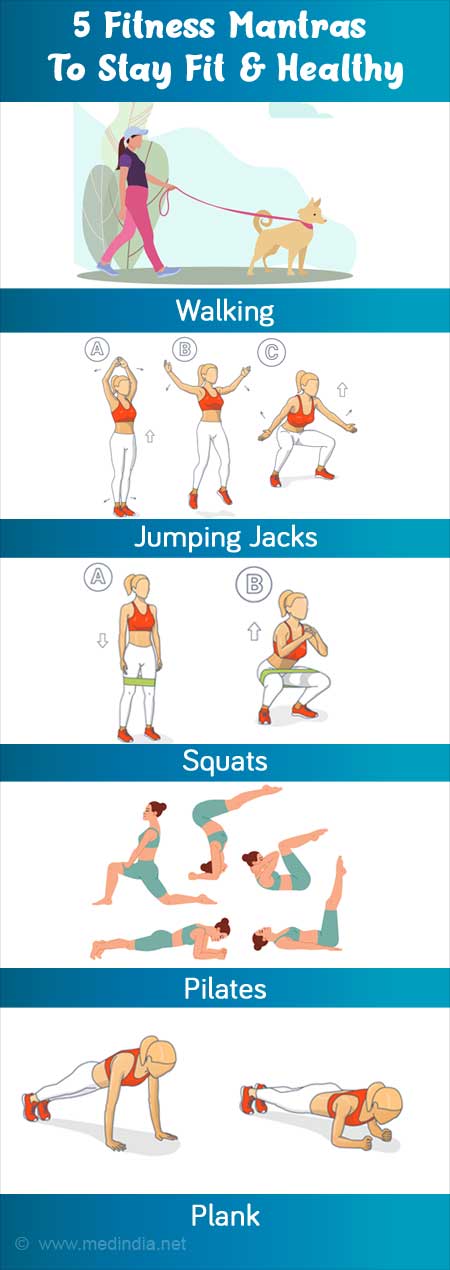 5 Fitness Mantras
To Stay Fit & Healthy
Walking
A B C
Jumping Jacks
A B
Squats
Pilates
Plank
© www.medindia.net